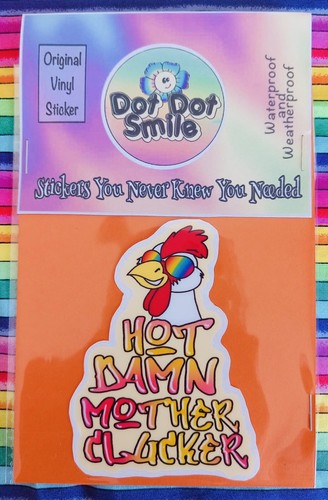 Original
Vinyl
Sticker
Dot Dot
Smile
Waterproof
and
Weatherproof
Stickers You Never Knew You Needed
HOT
DAMN
MOTHER
CLUCKER